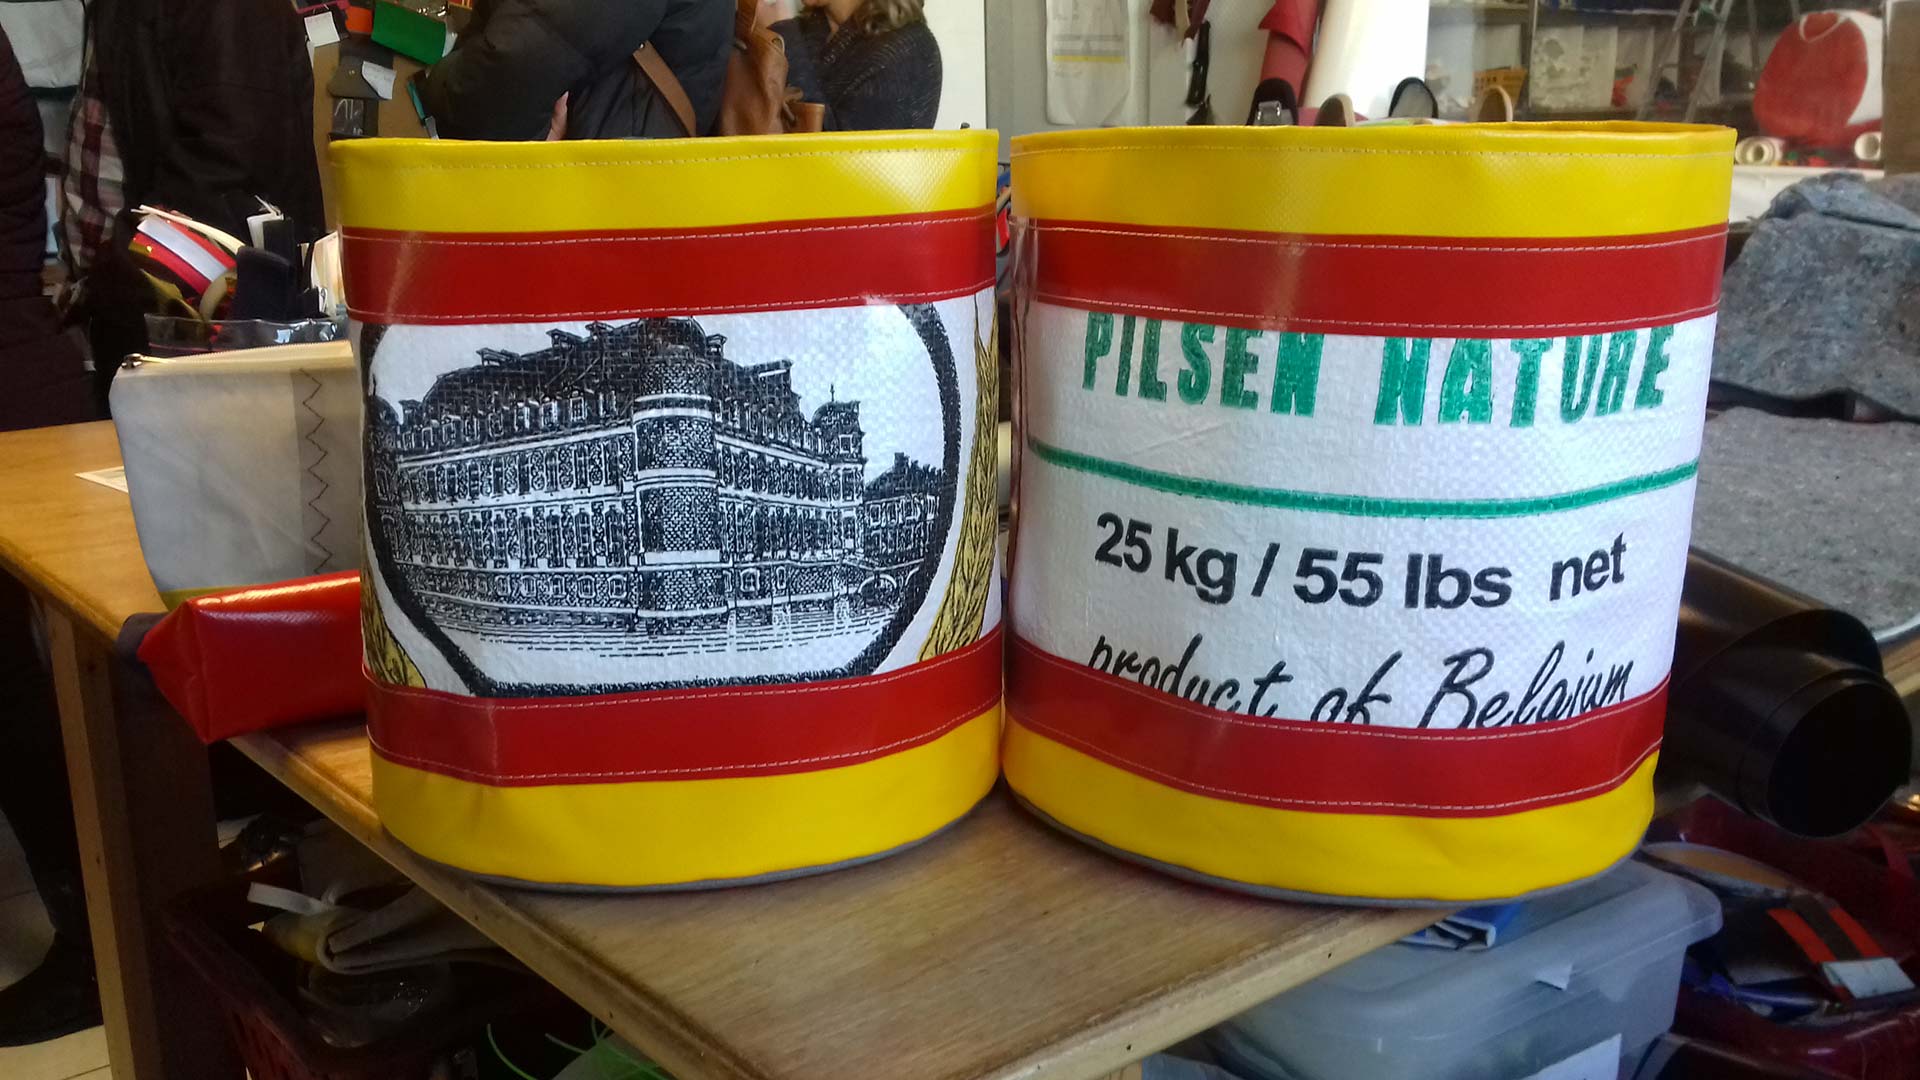 PILSEN NATURE
25 kg / 55 lbs net
product of Belgium